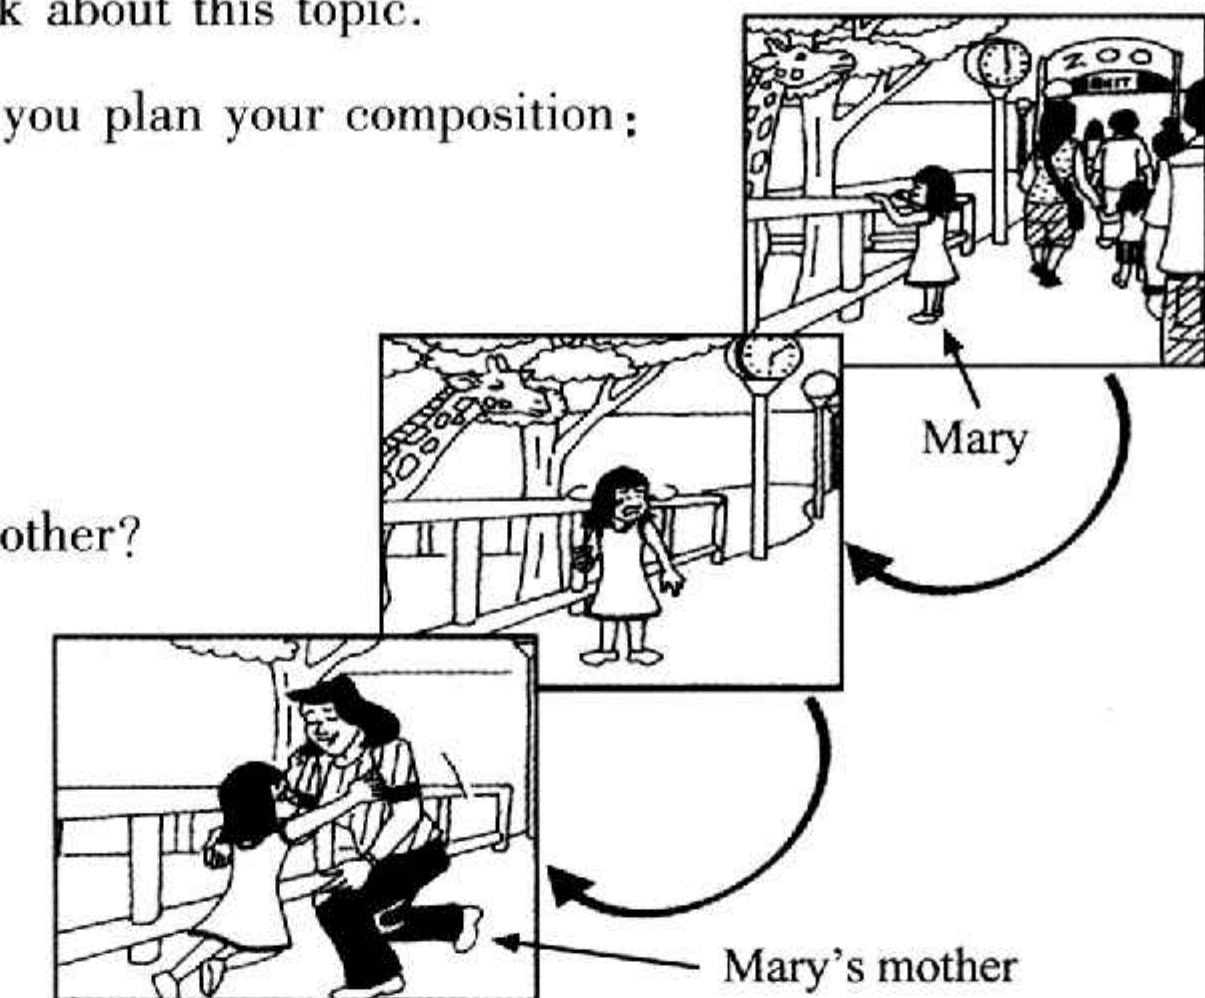 k about this topic.
you plan your composition:
ZOO
EXIT
Mary
other?
Mary's mother